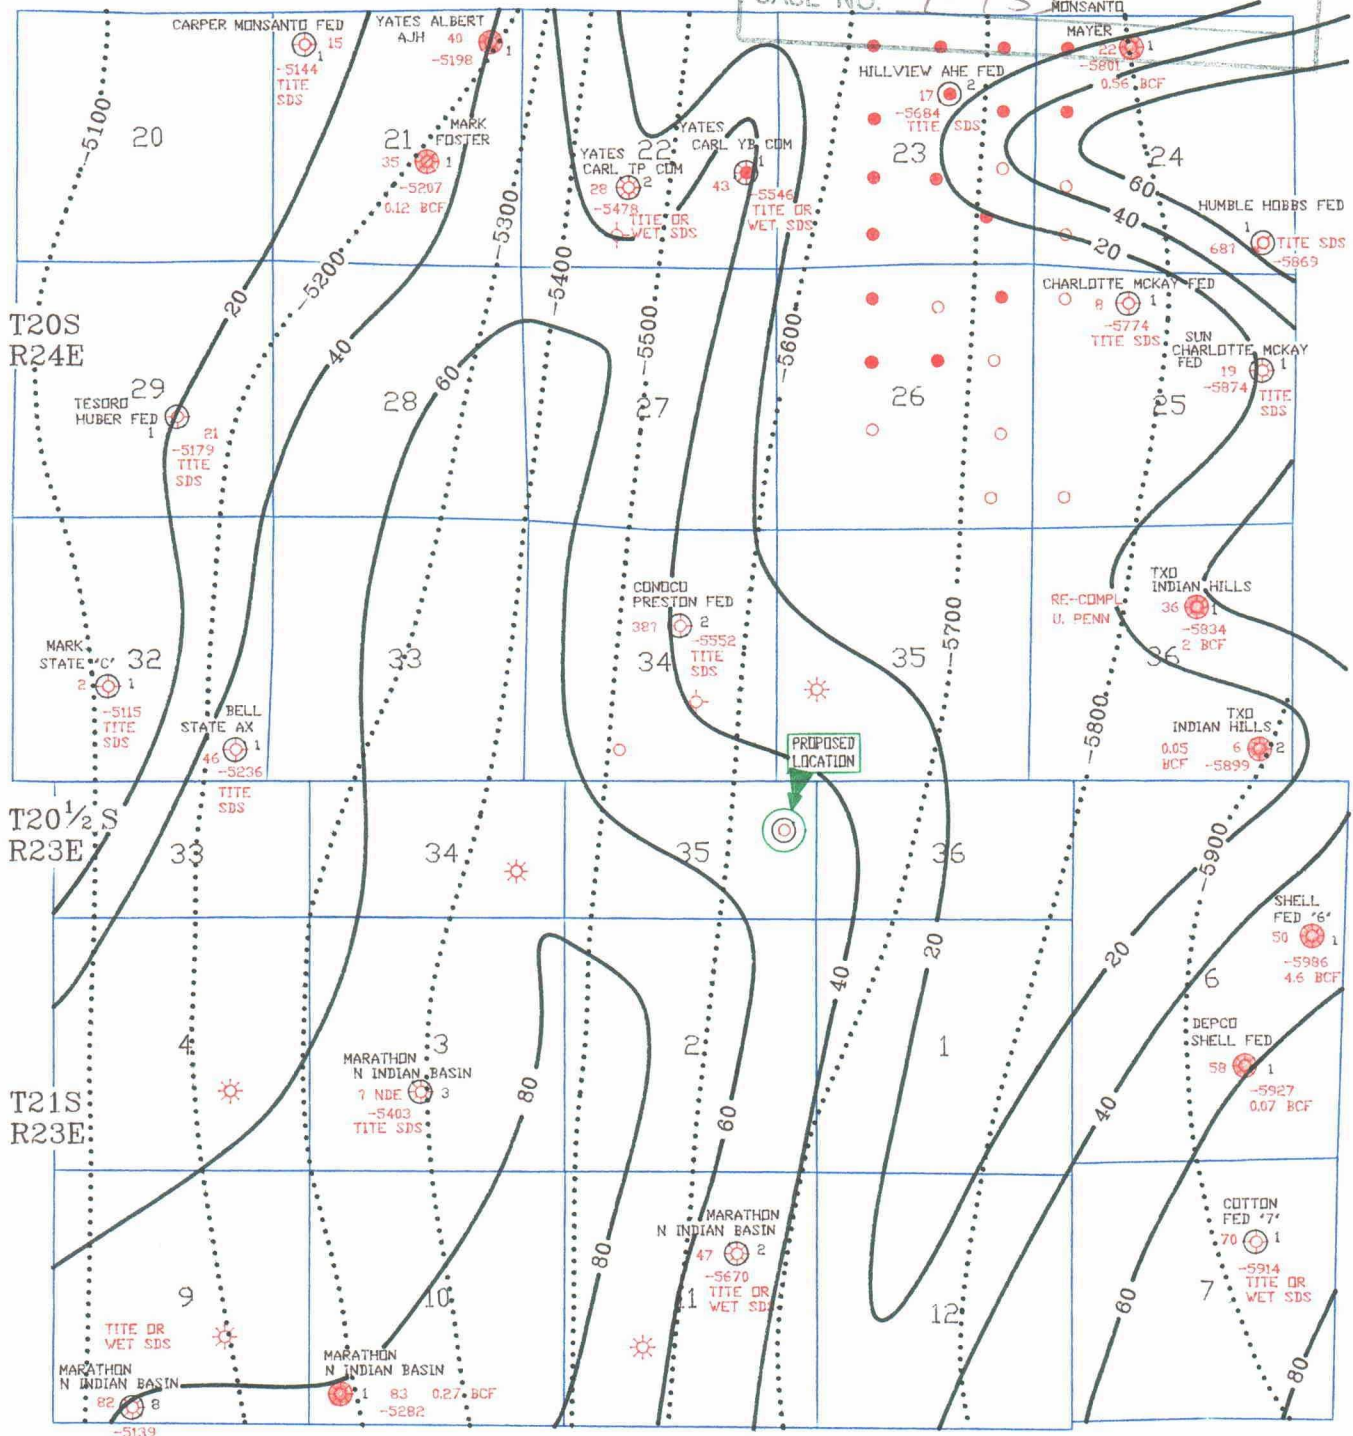 CASE NO.
MONSANTO
MAYER
22 1
-5801
0.56 BCF
CARPER MONSANTO FED
15
1
-5144
TITE
SDS
YATES ALBERT
AJH 40
1
-5198
HILLVIEW AHE FED
17 2
-5684
TITE SDS
20
21
22
23
24
MARK
FOSTER
35 1
-5207
0.12 BCF
YATES
CARL TP COM
28 2
-5478
TITE OR
WET SDS
YATES
CARL YB COM
1
43
-5546
TITE OR
WET SDS
-5100
-5200
-5300
-5400
-5500
-5600
60
40
20
HUMBLE HOBBS FED
1
TITE SDS
-5869
T20S
R24E
20
40
60
CHARLOTTE MCKAY FED
8 1
-5774
TITE SDS
SUN
CHARLOTTE MCKAY
FED
19 1
-5874
TITE
SDS
29
28
27
26
25
TESORO
HUBER FED
1
21
-5179
TITE
SDS
CONOCO
PRESTON FED
2
-5552
TITE
SDS
RE-COMPL
U. PENN
TXO
INDIAN HILLS
36 1
-5834
2 BCF
-5700
-5800
-5900
32
33
34
35
36
MARK
STATE "C"
2 1
-5115
TITE
SDS
BELL
STATE AX
1
46
-5236
TITE
SDS
PROPOSED
LOCATION
TXO
INDIAN HILLS
0.05
BCF
6 2
-5899
T20½S
R23E
33
34
35
36
SHELL
FED "6"
50 1
-5986
4.6 BCF
20
40
20
40
6
T21S
R23E
4
3
2
1
MARATHON
N INDIAN BASIN
? NDE 3
-5403
TITE SDS
80
60
DEPCO
SHELL FED
58 1
-5927
0.07 BCF
MARATHON
N INDIAN BASIN
47 2
-5670
TITE OR
WET SDS
COTTON
FED "7"
70 1
-5914
TITE OR
WET SDS
9
10
11
12
7
80
60
80
TITE OR
WET SDS
MARATHON
N INDIAN BASIN
82 8
-5139
MARATHON
N INDIAN BASIN
1 83 0.27 BCF
-5282